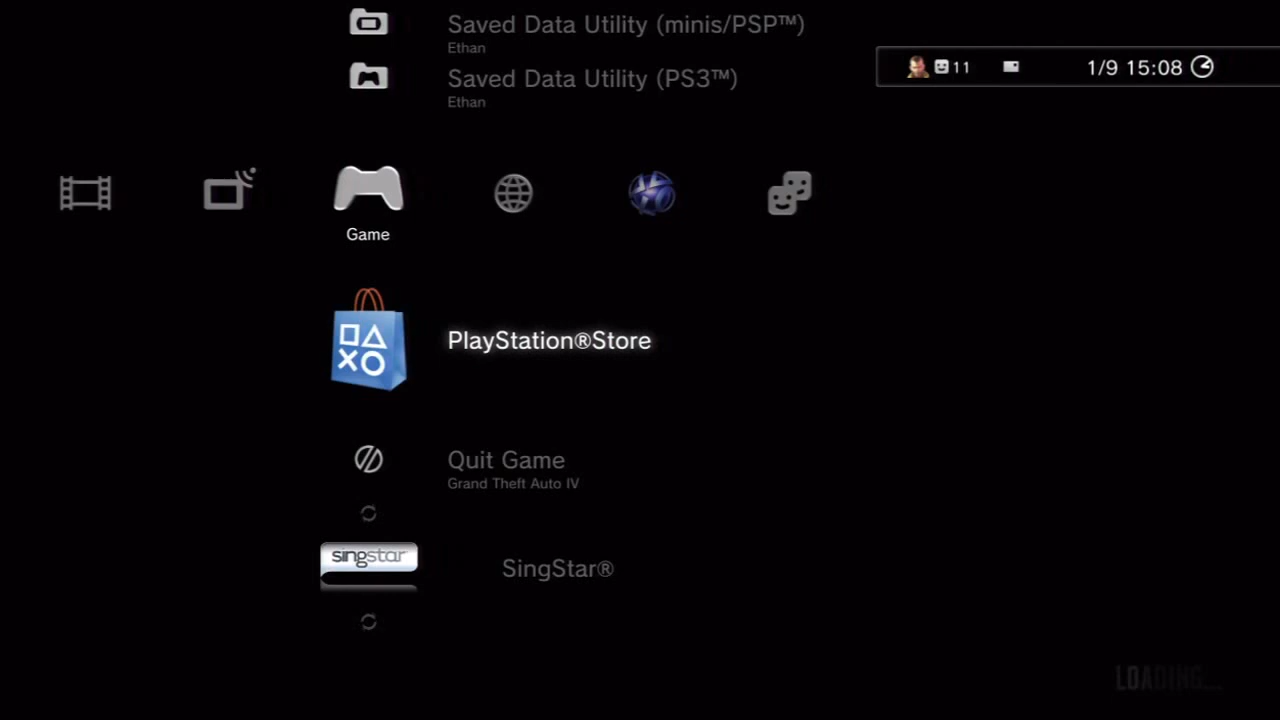 Saved Data Utility (minis/PSP™)
Ethan
Saved Data Utility (PS3™)
Ethan
11
1/9 15:08
Game
PlayStation®Store
Quit Game
Grand Theft Auto IV
singstar
SingStar®
LOADING...